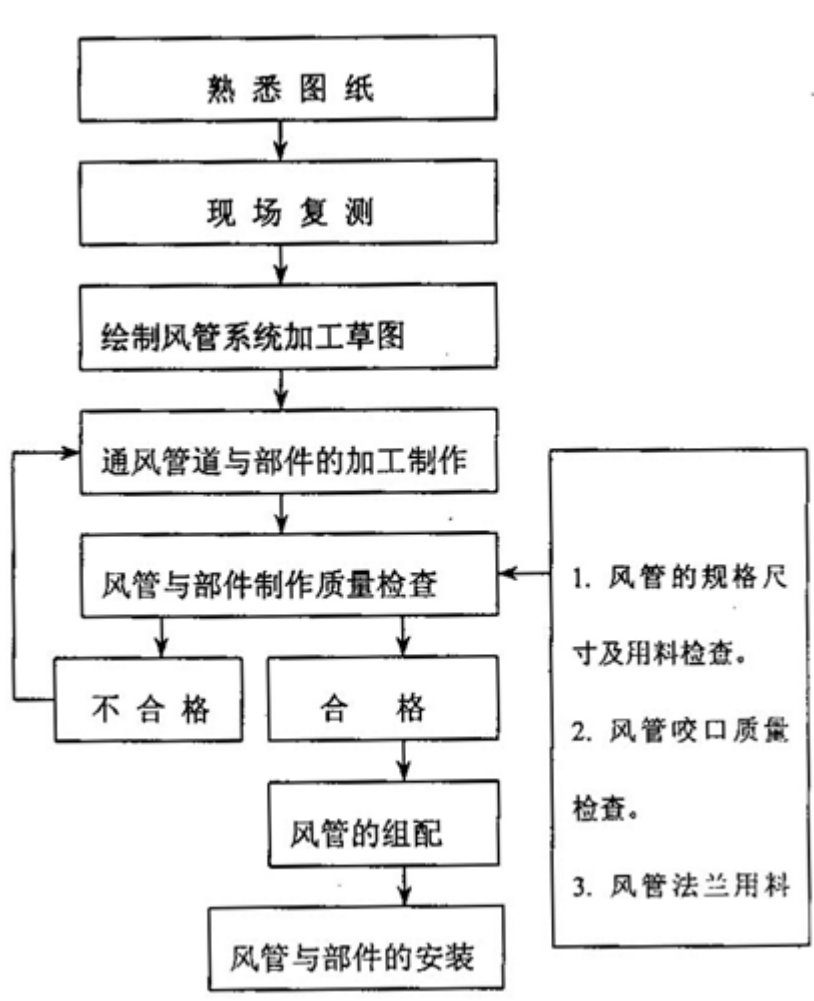 熟悉图纸
现场复测
绘制风管系统加工草图
通风管道与部件的加工制作
风管与部件制作质量检查
不合格
合格
风管的组配
风管与部件的安装
1. 风管的规格尺
寸及用料检查。
2. 风管咬口质量
检查。
3. 风管法兰用料